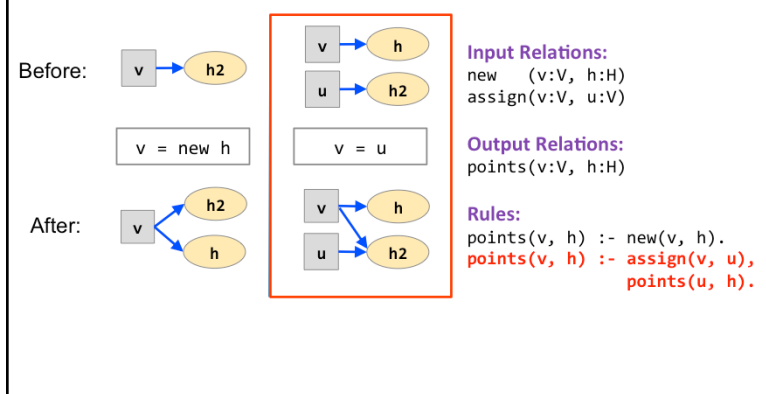 Before:
v
h2
v
h
u
h2
v = new h
v = u
After:
v
h2
h
v
h
u
h2
Input Relations:
new   (v:V, h:H)
assign(v:V, u:V)
Output Relations:
points(v:V, h:H)
Rules:
points(v, h) :- new(v, h).
points(v, h) :- assign(v, u),
points(u, h).